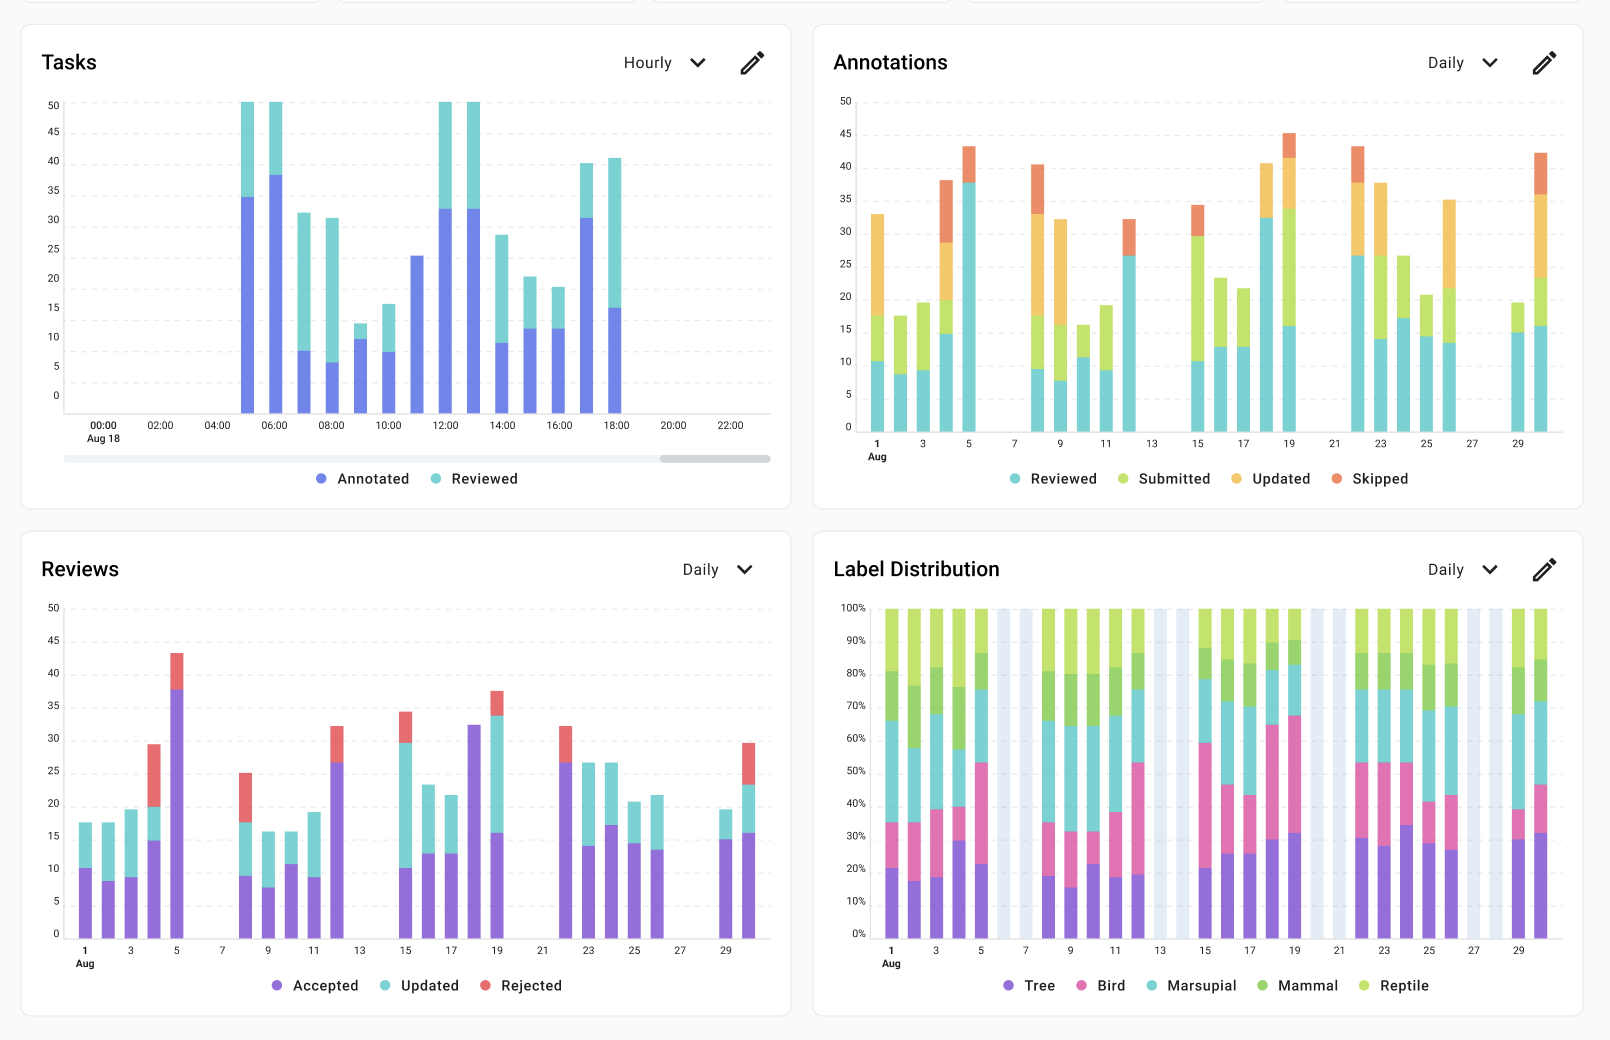 Tasks
Hourly
50
45
40
35
30
25
20
15
10
5
0
00:00 02:00 04:00 06:00 08:00 10:00 12:00 14:00 16:00 18:00 20:00 22:00
Aug 18
Annotated Reviewed
Annotations
Daily
50
45
40
35
30
25
20
15
10
5
0
1 3 5 7 9 11 13 15 17 19 21 23 25 27 29
Aug
Reviewed Submitted Updated Skipped
Reviews
Daily
50
45
40
35
30
25
20
15
10
5
0
1 3 5 7 9 11 13 15 17 19 21 23 25 27 29
Aug
Accepted Updated Rejected
Label Distribution
Daily
100%
90%
80%
70%
60%
50%
40%
30%
20%
10%
0%
1 3 5 7 9 11 13 15 17 19 21 23 25 27 29
Aug
Tree Bird Marsupial Mammal Reptile